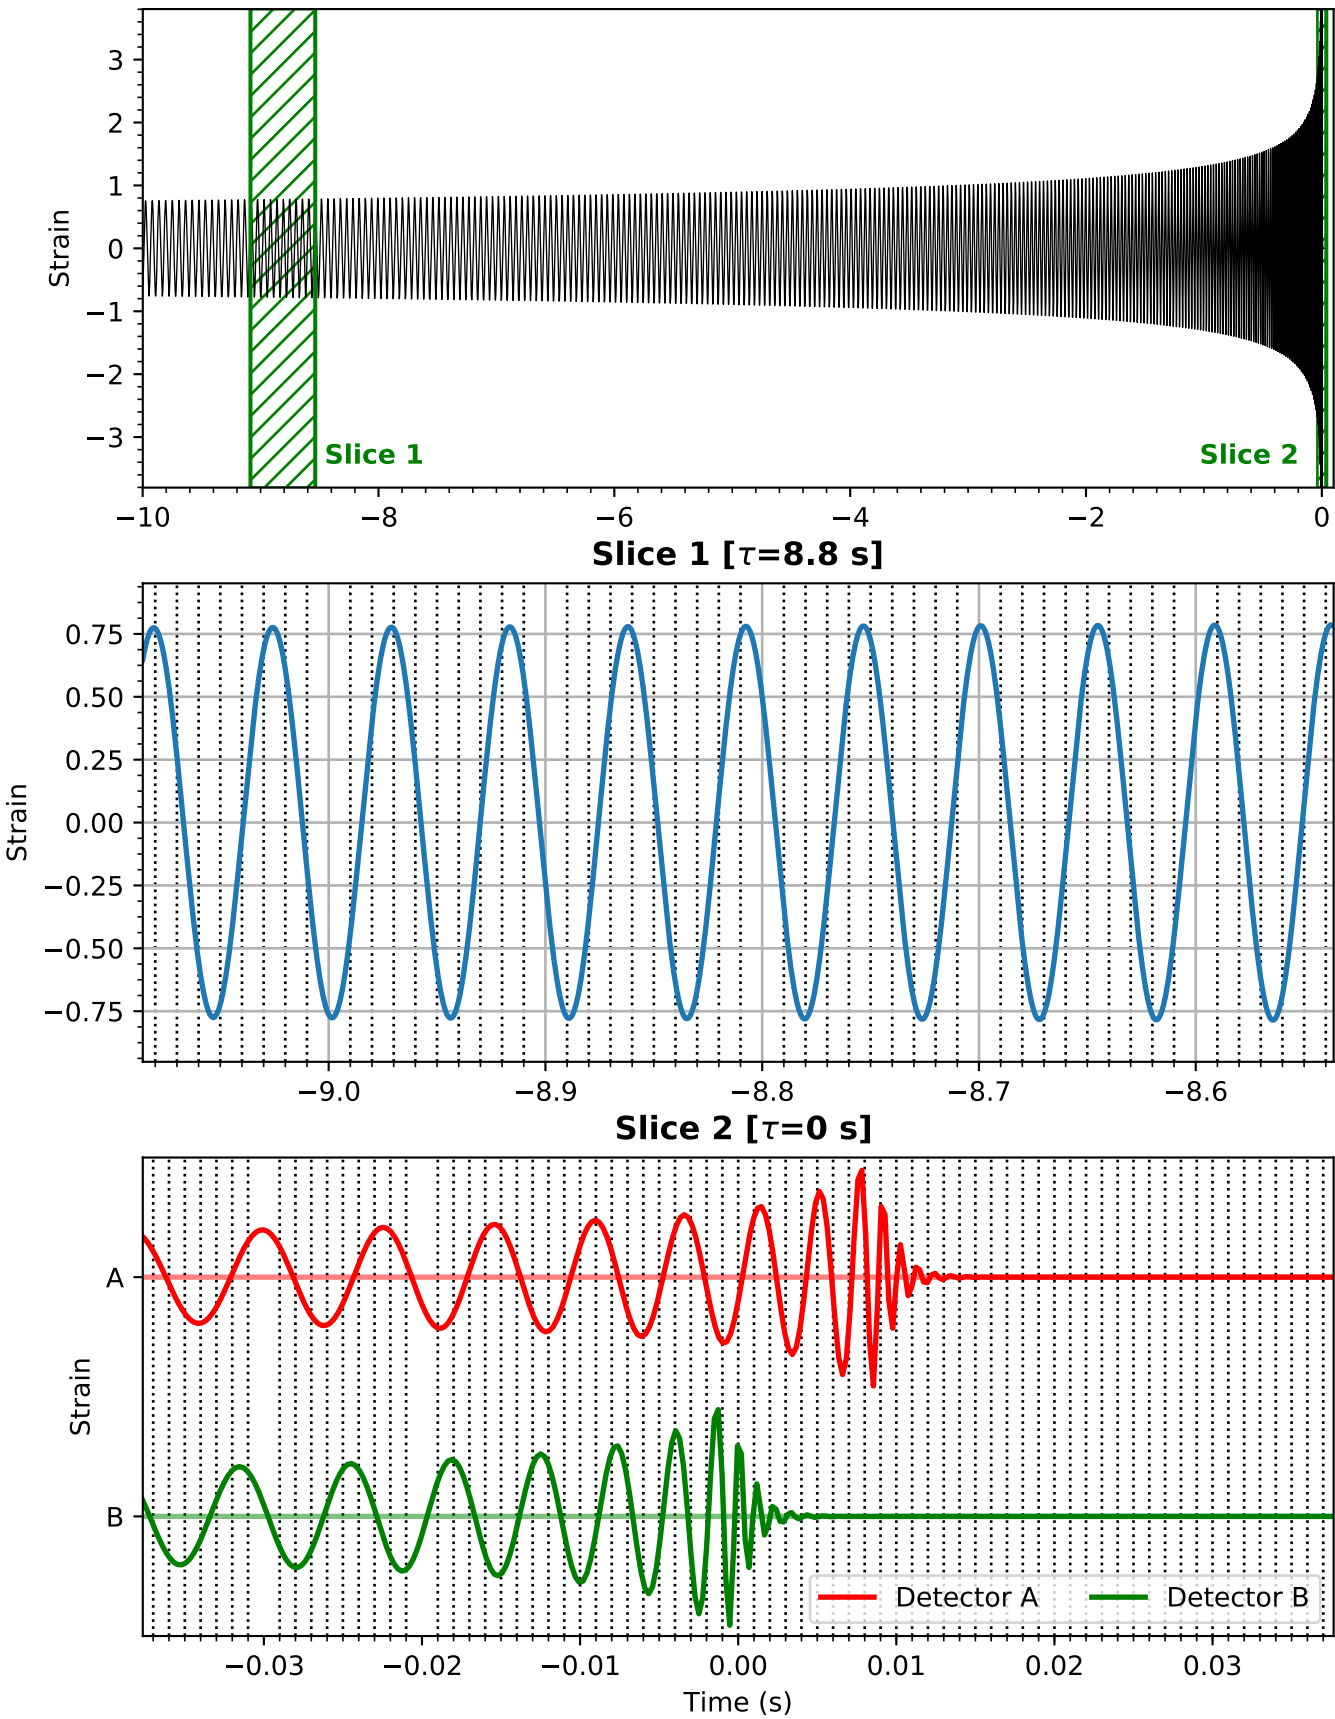 3
2
1
0
−1
−2
−3
Strain
Slice 1
Slice 2
−10
−8
−6
−4
−2
0
Slice 1 [τ=8.8 s]
0.75
0.50
0.25
0.00
−0.25
−0.50
−0.75
Strain
−9.0
−8.9
−8.8
−8.7
−8.6
Slice 2 [τ=0 s]
A
B
Strain
Detector A
Detector B
−0.03
−0.02
−0.01
0.00
0.01
0.02
0.03
Time (s)